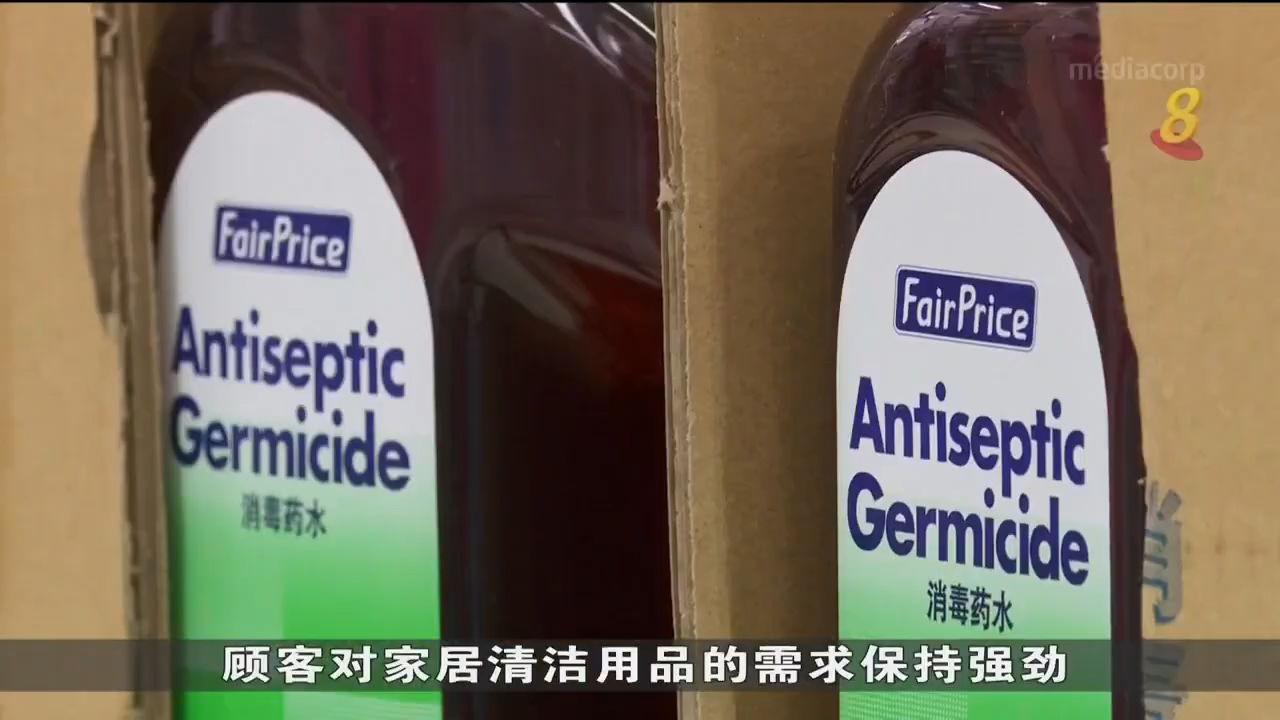 mediacorp
8
FairPrice
Antiseptic
Germicide
消毒药水
FairPrice
Antiseptic
Germicide
消毒药水
顾客对家居清洁用品的需求保持强劲